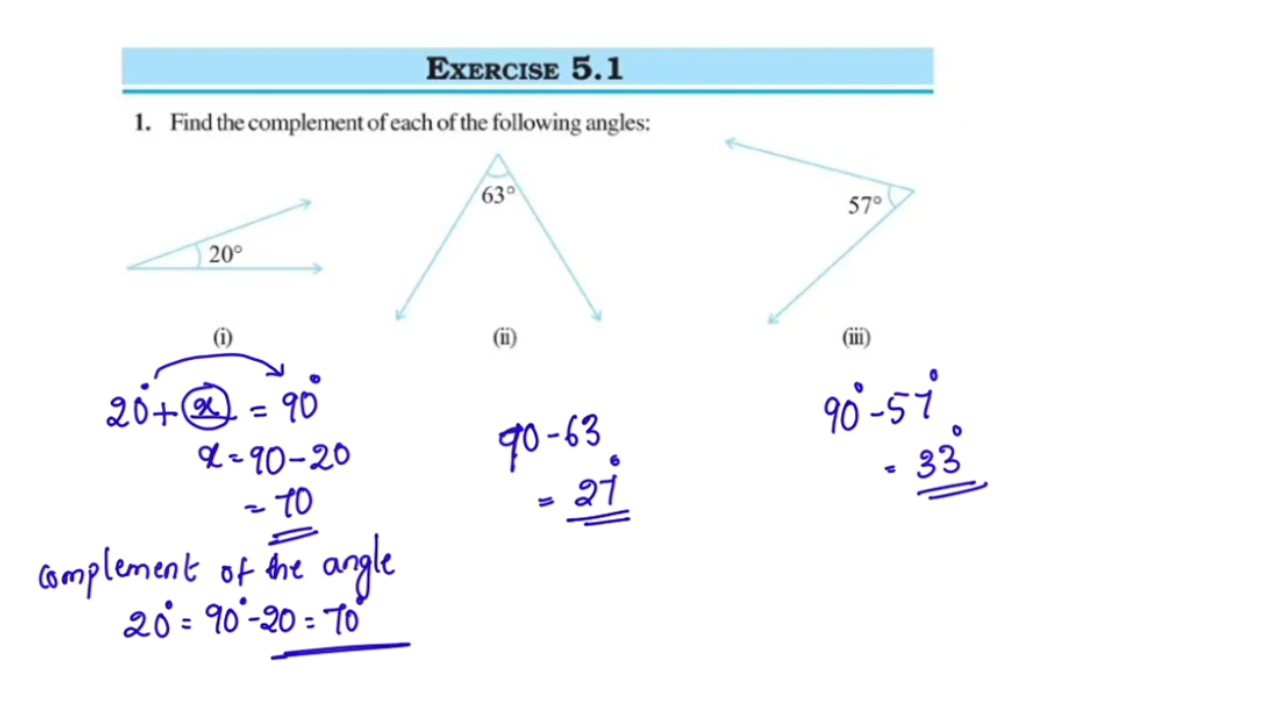 EXERCISE 5.1
1. Find the complement of each of the following angles:
20°
63°
57°
(i)
(ii)
(iii)
20° + x = 90°
x = 90 - 20
= 70
complement of the angle
20° = 90° - 20 = 70°
90 - 63
= 27°
90° - 57°
= 33°